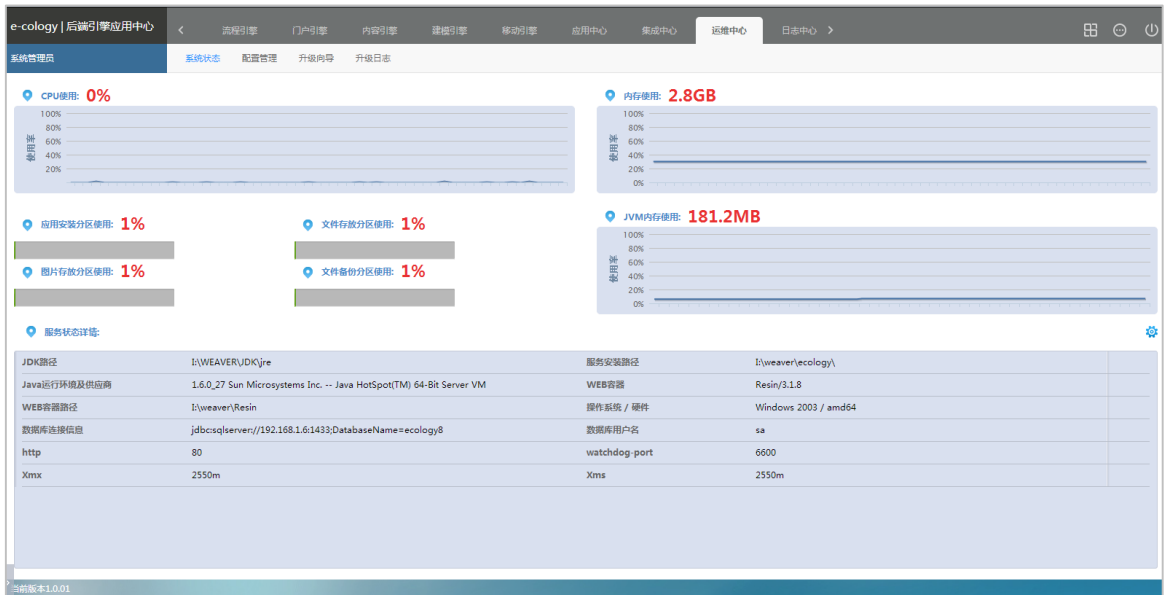 e-cology | 后端引擎应用中心
流程引擎 门户引擎 内容引擎 建模引擎 移动引擎 应用中心 集成中心 运维中心 日志中心
系统管理员
系统状态 配置管理 升级向导 升级日志
CPU使用: 0%
100%
80%
60%
40%
20%
使用率
内存使用: 2.8GB
100%
80%
60%
40%
20%
0%
使用率
应用安装分区使用: 1%
文件存放分区使用: 1%
图片存放分区使用: 1%
文件备份分区使用: 1%
JVM内存使用: 181.2MB
100%
80%
60%
40%
20%
0%
使用率
服务状态详情:
JDK路径 I:\WEAVER\JDK\jre 服务安装路径 I:\weaver\ecology\
Java运行环境及供应商 1.6.0_27 Sun Microsystems Inc. -- Java HotSpot(TM) 64-Bit Server VM WEB容器 Resin/3.1.8
WEB容器路径 I:\weaver\Resin 操作系统 / 硬件 Windows 2003 / amd64
数据库连接信息 jdbc:sqlserver://192.168.1.6:1433;DatabaseName=ecology8 数据库用户名 sa
http 80 watchdog-port 6600
Xmx 2550m Xms 2550m
当前版本1.0.01